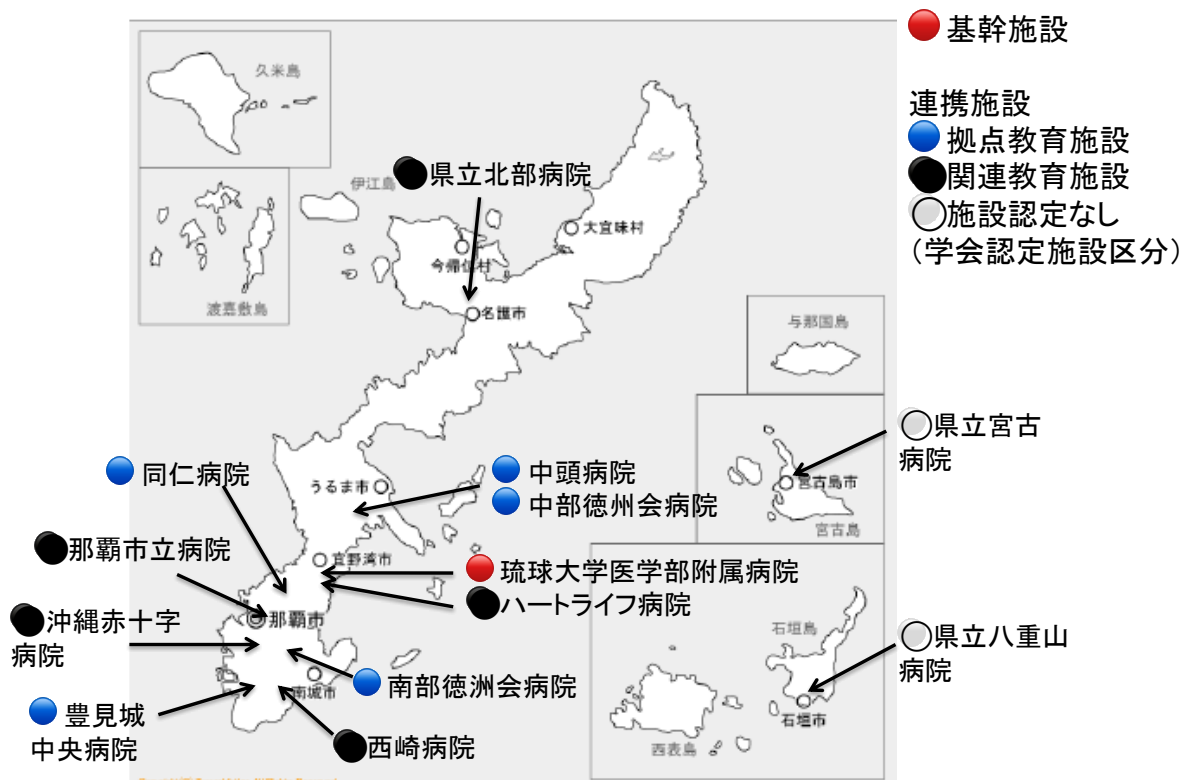 基幹施設
連携施設
拠点教育施設
関連教育施設
施設認定なし
（学会認定施設区分）
久米島
伊江島
県立北部病院
大宜味村
今帰仁村
渡嘉敷島
名護市
与那国島
県立宮古
病院
宮古島市
宮古島
同仁病院
うるま市
中頭病院
中部徳州会病院
那覇市立病院
宜野湾市
琉球大学医学部附属病院
ハートライフ病院
沖縄赤十字
病院
那覇市
石垣島
県立八重山
病院
南城市
南部徳洲会病院
石垣市
西表島
豊見城
中央病院
西崎病院